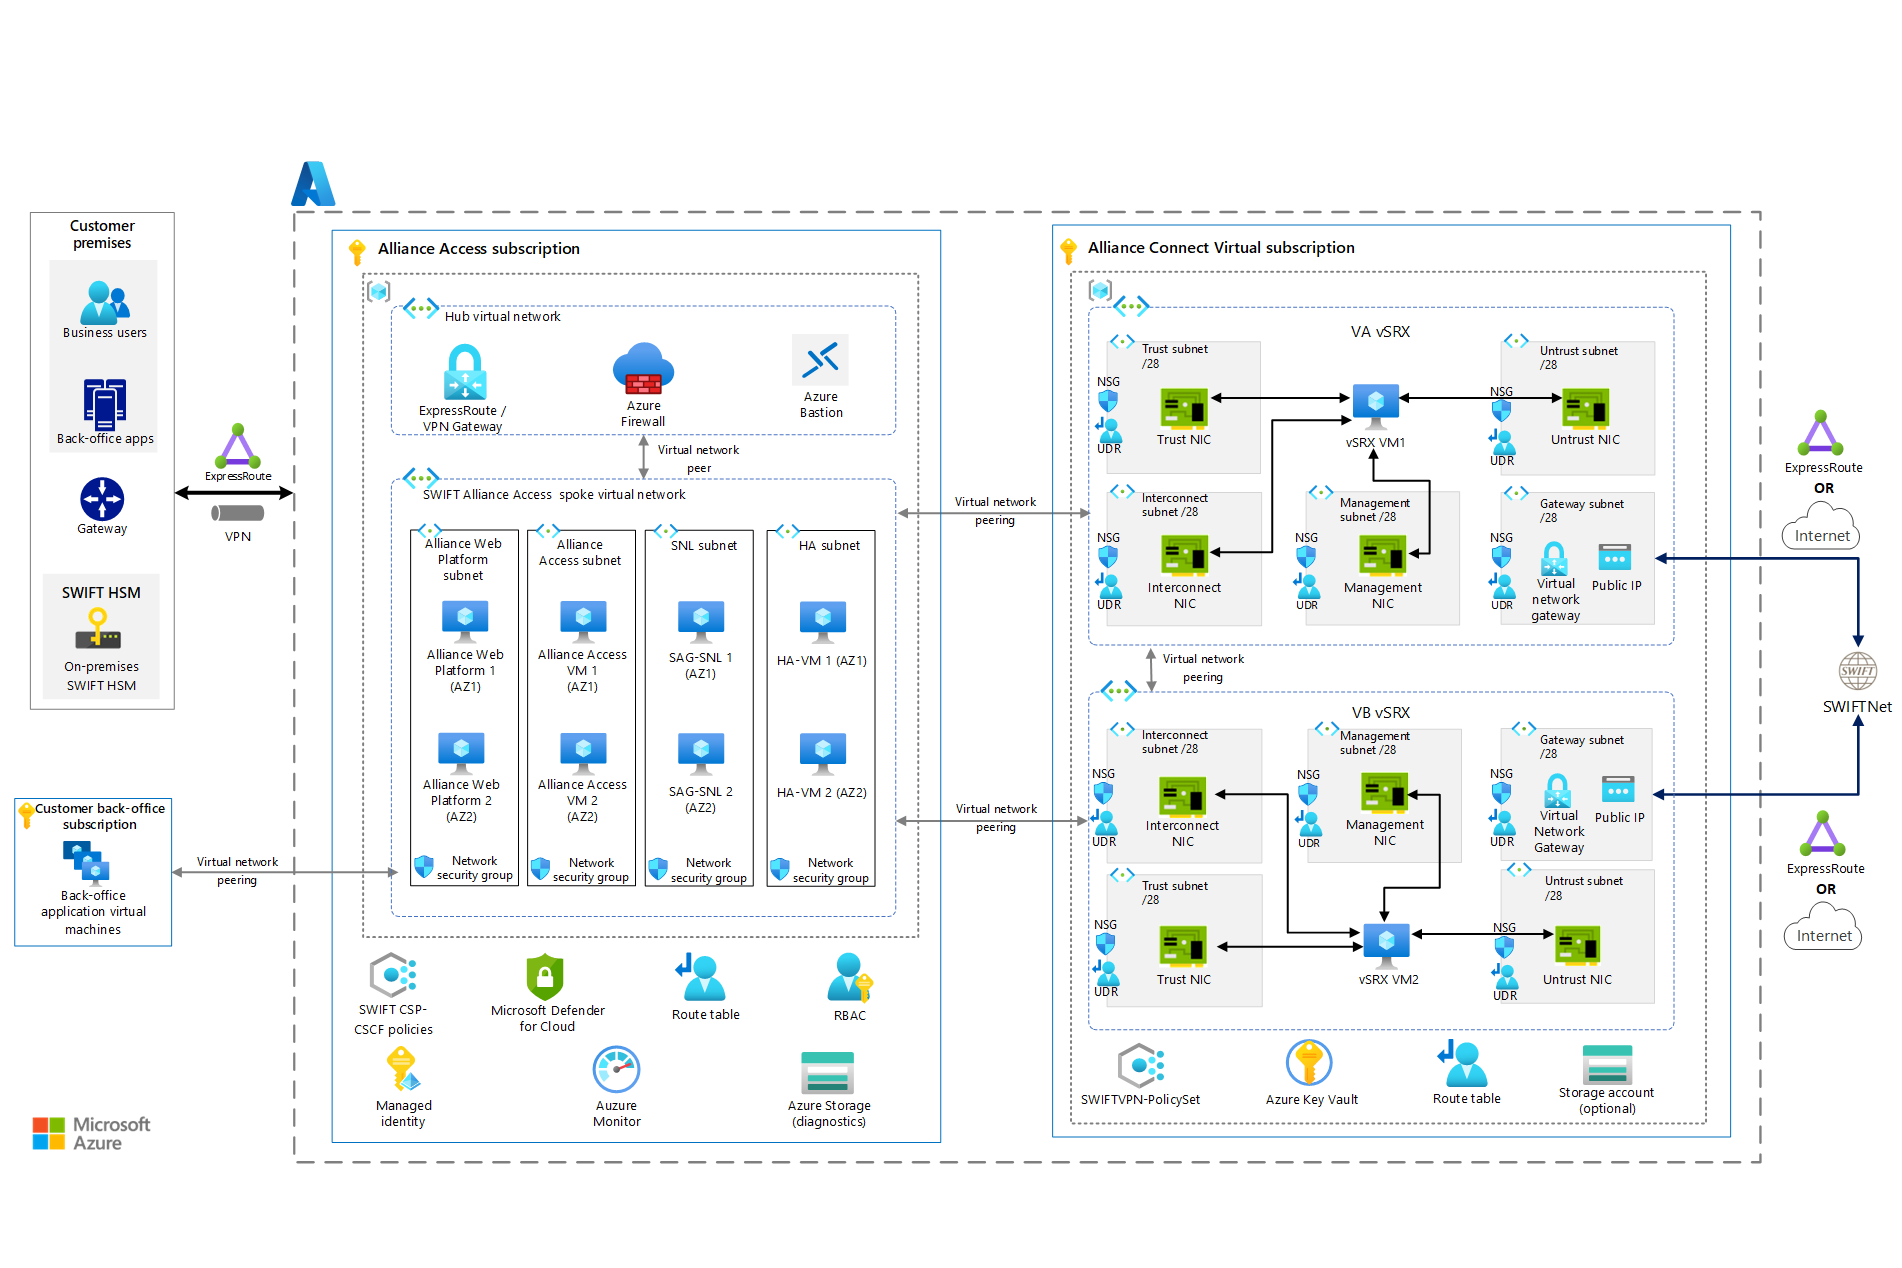 Customer
premises
Business users
Back-office apps
Gateway
SWIFT HSM
On-premises
SWIFT HSM
ExpressRoute
VPN
Customer back-office
subscription
Back-office
application virtual
machines
Virtual network
peering
Microsoft
Azure
Alliance Access subscription
Hub virtual network
ExpressRoute /
VPN Gateway
Azure
Firewall
Azure
Bastion
Virtual network
peer
SWIFT Alliance Access spoke virtual network
Alliance Web
Platform
subnet
Alliance Web
Platform 1
(AZ1)
Alliance Web
Platform 2
(AZ2)
Network
security group
Alliance
Access subnet
Alliance Access
VM 1
(AZ1)
Alliance Access
VM 2
(AZ2)
Network
security group
SNL subnet
SAG-SNL 1
(AZ1)
SAG-SNL 2
(AZ2)
Network
security group
HA subnet
HA-VM 1 (AZ1)
HA-VM 2 (AZ2)
Network
security group
SWIFT CSP-
CSCF policies
Microsoft Defender
for Cloud
Route table
RBAC
Managed
identity
Auzure
Monitor
Azure Storage
(diagnostics)
Virtual network
peering
Virtual network
peering
Alliance Connect Virtual subscription
VA vSRX
Trust subnet
/28
NSG
UDR
Trust NIC
vSRX VM1
Untrust subnet
/28
NSG
UDR
Untrust NIC
Interconnect
subnet /28
NSG
UDR
Interconnect
NIC
Management
subnet /28
NSG
UDR
Management
NIC
Gateway subnet
/28
NSG
UDR
Virtual
network
gateway
Public IP
Virtual network
peering
VB vSRX
Interconnect
subnet /28
NSG
UDR
Interconnect
NIC
Management
subnet /28
NSG
UDR
Management
NIC
Gateway subnet
/28
NSG
UDR
Virtual
Network
Gateway
Public IP
Trust subnet
/28
NSG
UDR
Trust NIC
vSRX VM2
Untrust subnet
/28
NSG
UDR
Untrust NIC
SWIFTVPN-PolicySet
Azure Key Vault
Route table
Storage account
(optional)
ExpressRoute
OR
Internet
SWIFT
SWIFTNet
ExpressRoute
OR
Internet